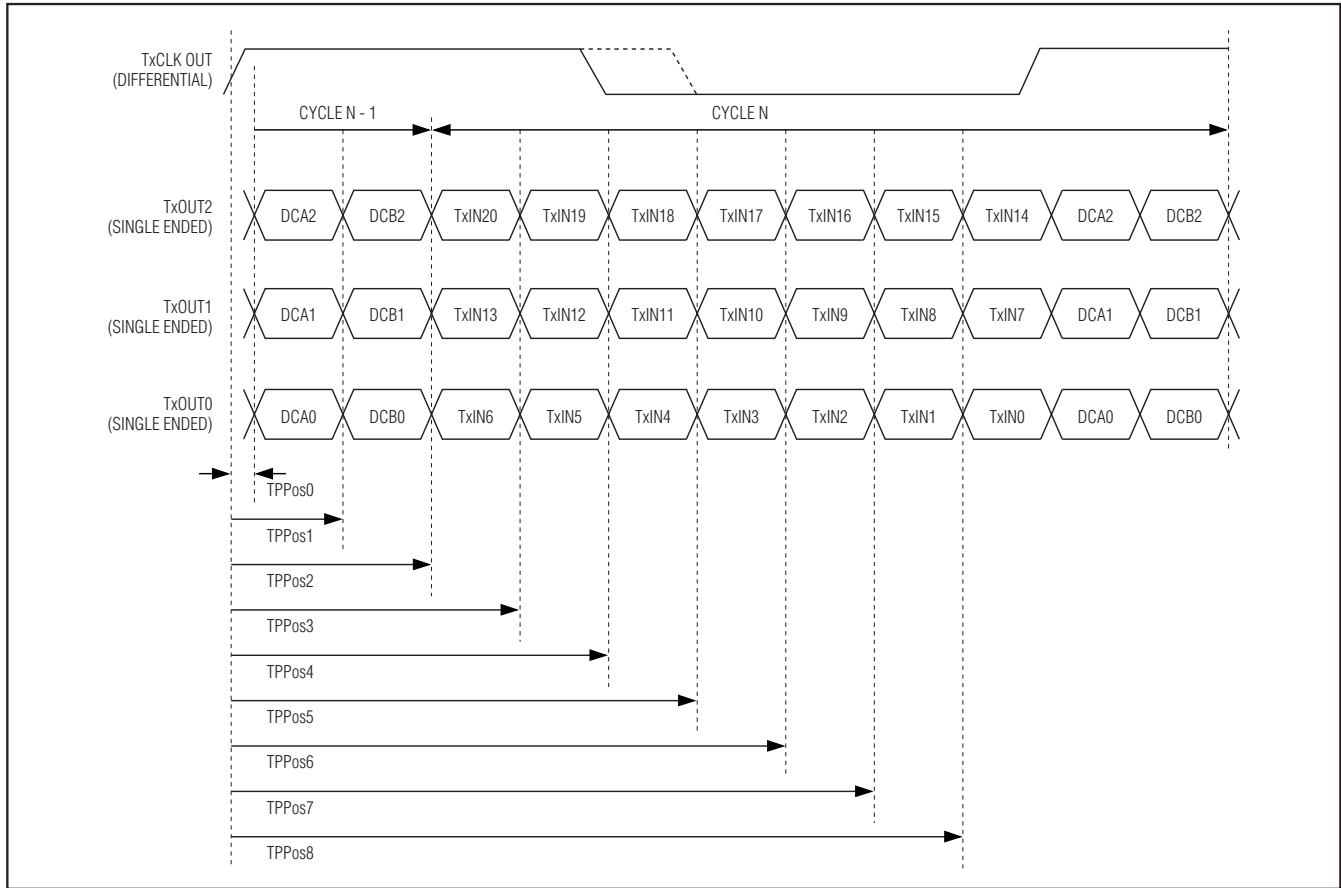 TxCLK OUT
(DIFFERENTIAL)
CYCLE N - 1
CYCLE N
TxOUT2
(SINGLE ENDED)
DCA2 DCB2 TxIN20 TxIN19 TxIN18 TxIN17 TxIN16 TxIN15 TxIN14 DCA2 DCB2
TxOUT1
(SINGLE ENDED)
DCA1 DCB1 TxIN13 TxIN12 TxIN11 TxIN10 TxIN9 TxIN8 TxIN7 DCA1 DCB1
TxOUT0
(SINGLE ENDED)
DCA0 DCB0 TxIN6 TxIN5 TxIN4 TxIN3 TxIN2 TxIN1 TxIN0 DCA0 DCB0
TPPos0
TPPos1
TPPos2
TPPos3
TPPos4
TPPos5
TPPos6
TPPos7
TPPos8